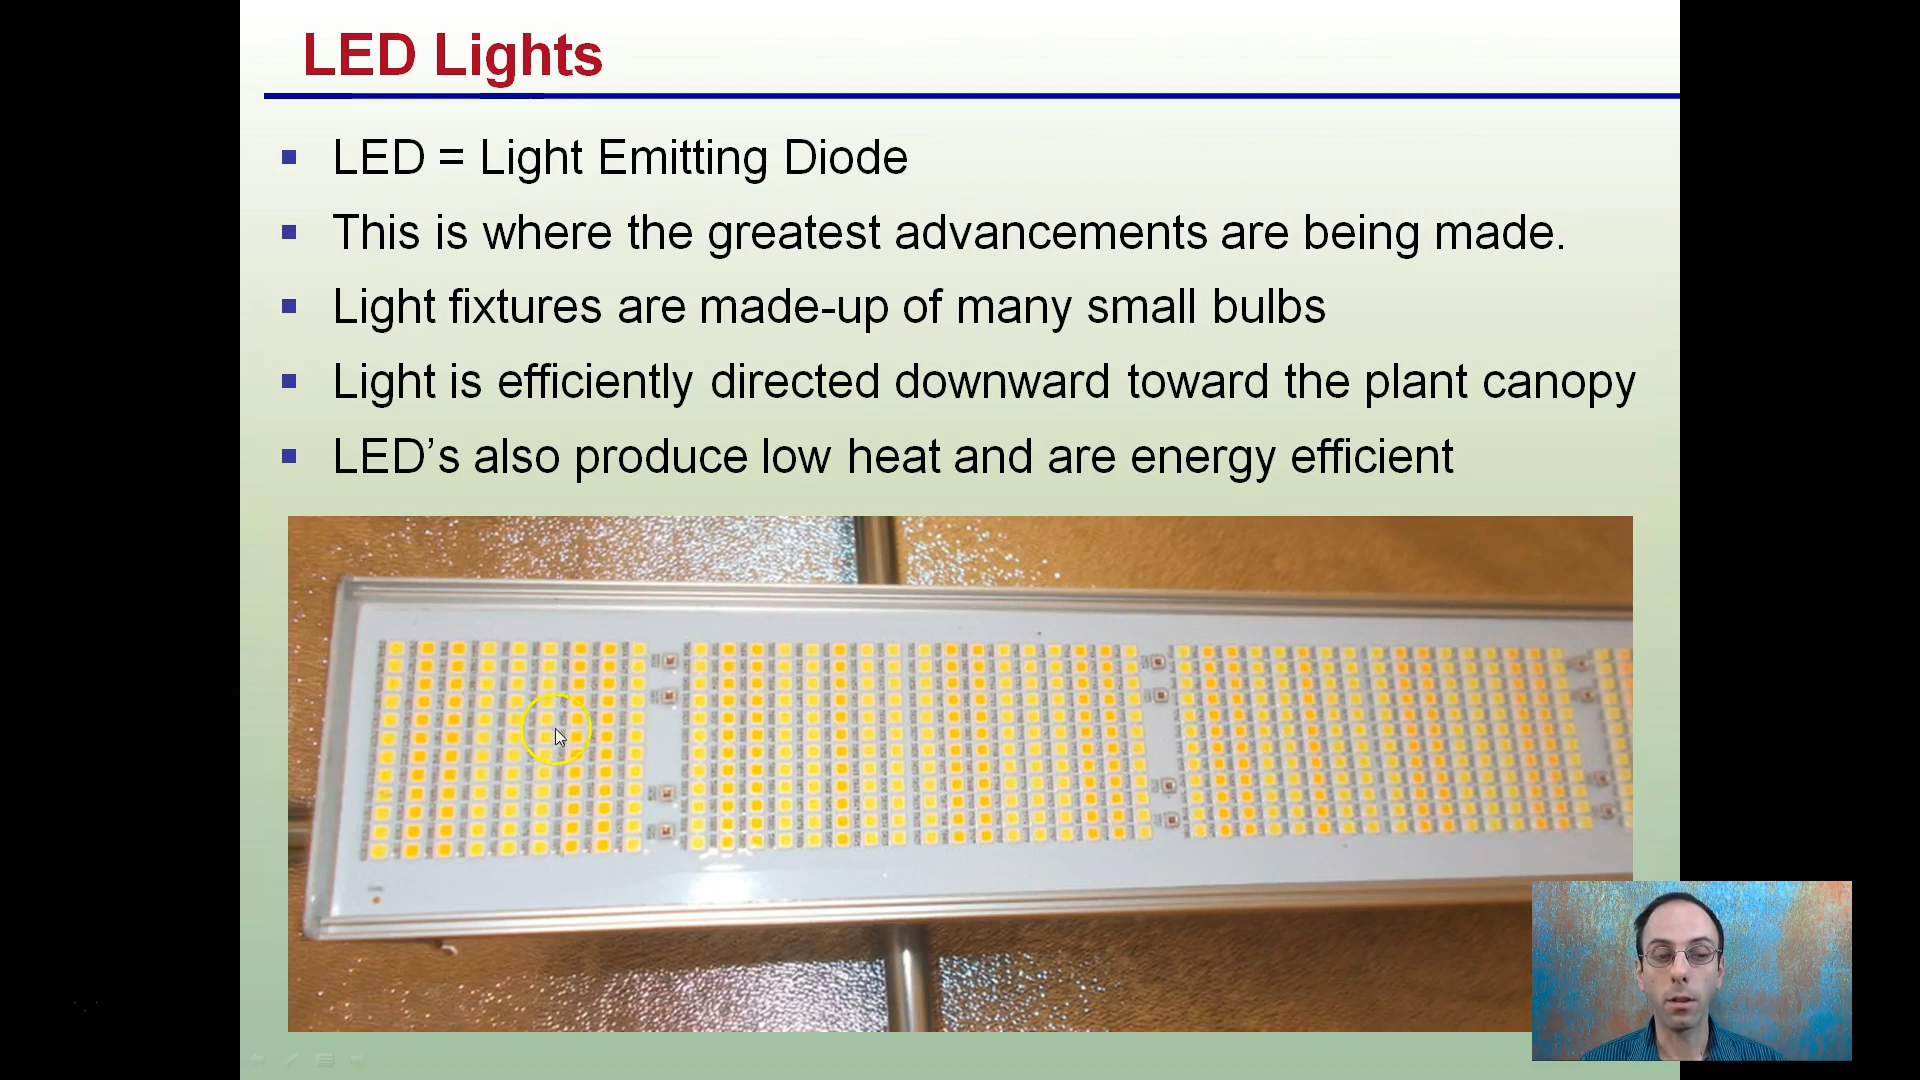 LED Lights
LED = Light Emitting Diode
This is where the greatest advancements are being made.
Light fixtures are made-up of many small bulbs
Light is efficiently directed downward toward the plant canopy
LED’s also produce low heat and are energy efficient